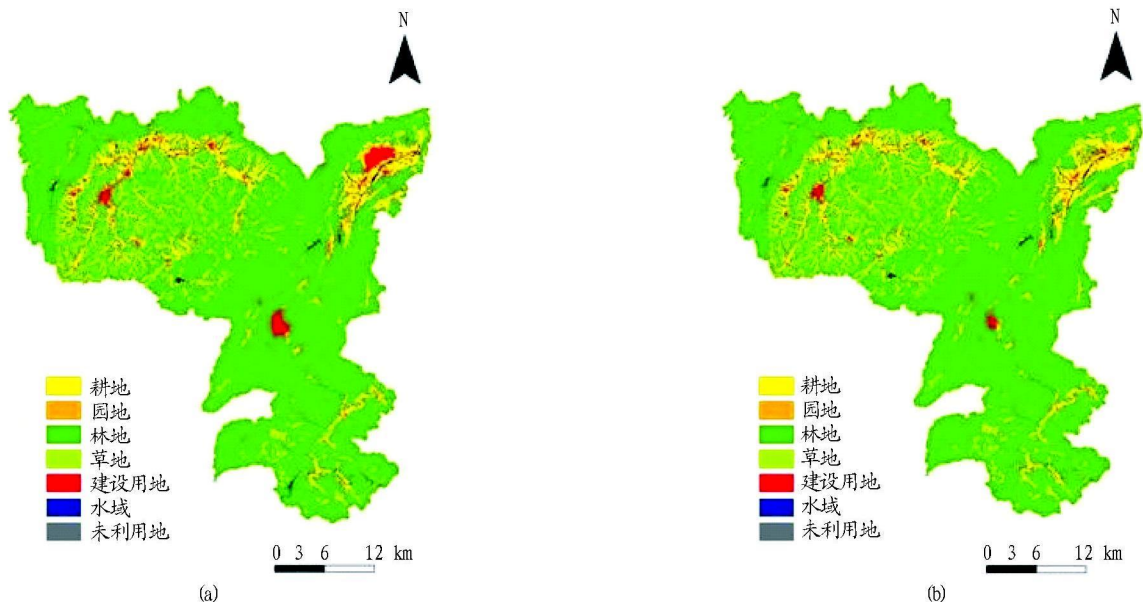 N
耕地
园地
林地
草地
建设用地
水域
未利用地
0 3 6 12 km
(a)
N
耕地
园地
林地
草地
建设用地
水域
未利用地
0 3 6 12 km
(b)